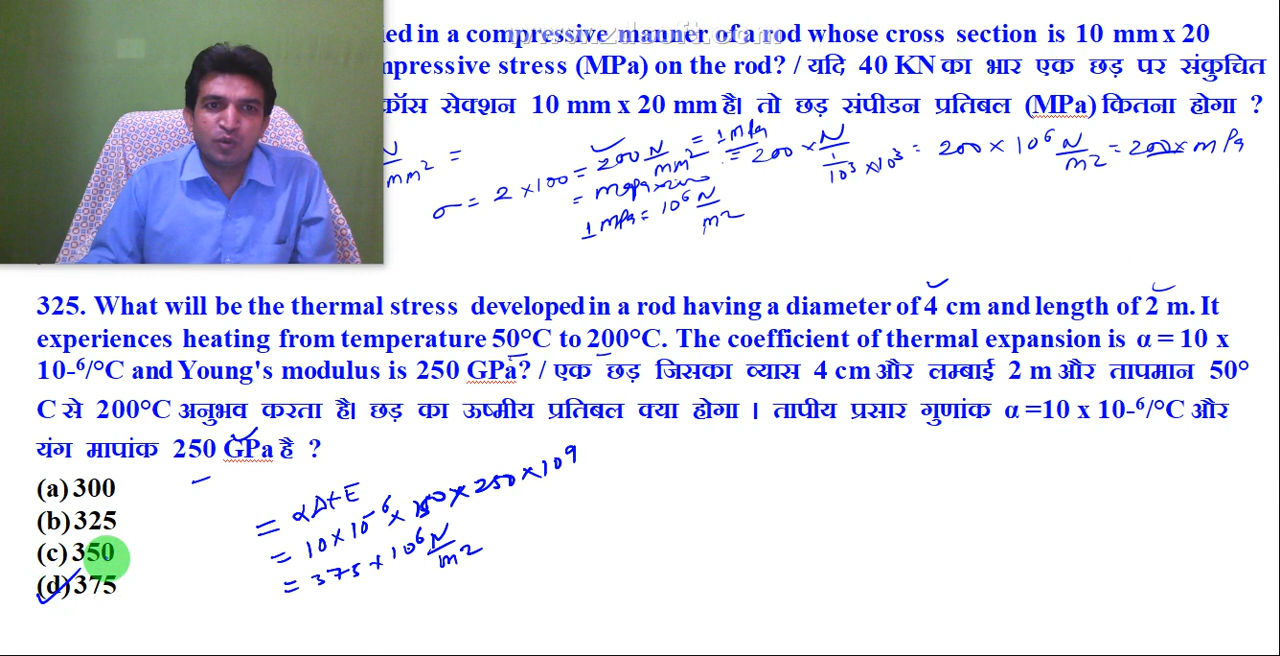 ed in a compressive manner of a rod whose cross section is 10 mm x 20
mpressive stress (MPa) on the rod? / यदि 40 KN का भार एक छड़ पर संकुचित
कॉस सेक्शन 10 mm x 20 mm है। तो छड़ संपीडन प्रतिबल (MPa) कितना होगा ?
N/mm² =
σ = 2 × 100 = 200 N/mm² = 1 MPa
= 200 × N / 1/10³ × 10³ = 200 × 10⁶ N/m² = 200 × MPa
1 MPa = 10⁶ N/m²
325. What will be the thermal stress developed in a rod having a diameter of 4 cm and length of 2 m. It
experiences heating from temperature 50°C to 200°C. The coefficient of thermal expansion is α = 10 x
10-⁶/°C and Young's modulus is 250 GPa? / एक छड़ जिसका व्यास 4 cm और लम्बाई 2 m और तापमान 50°
C से 200°C अनुभव करता है। छड़ का ऊष्मीय प्रतिबल क्या होगा । तापीय प्रसार गुणांक α =10 x 10-⁶/°C और
यंग मापांक 250 GPa है ?
(a) 300
(b) 325
(c) 350
(d) 375
= αΔtE
= 10 × 10⁻⁶ × 150 × 250 × 10⁹
= 375 × 10⁶ N/m²